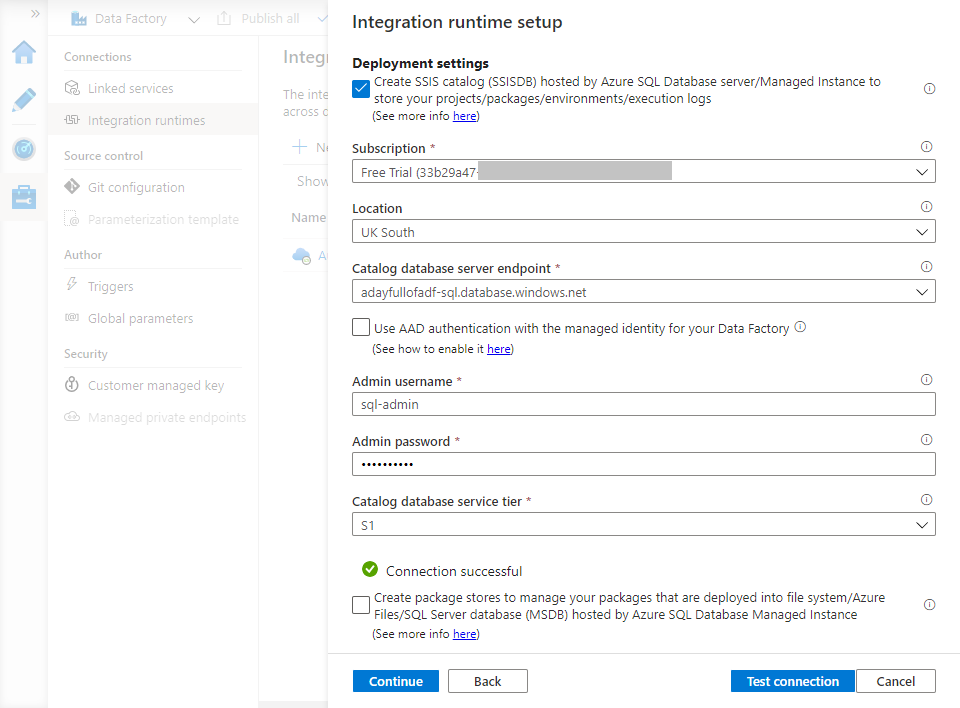 »
Data Factory
Publish all
Connections
Linked services
Integration runtimes
Source control
Git configuration
Parameterization template
Author
Triggers
Global parameters
Security
Customer managed key
Managed private endpoints
Integ
The inte
across d
Ne
Show
Name
A
Integration runtime setup
Deployment settings
Create SSIS catalog (SSISDB) hosted by Azure SQL Database server/Managed Instance to
store your projects/packages/environments/execution logs
(See more info here)
Subscription *
Free Trial (33b29a47-
Location
UK South
Catalog database server endpoint *
adayfullofadf-sql.database.windows.net
Use AAD authentication with the managed identity for your Data Factory
(See how to enable it here)
Admin username *
sql-admin
Admin password *
••••••••••
Catalog database service tier *
S1
Connection successful
Create package stores to manage your packages that are deployed into file system/Azure
Files/SQL Server database (MSDB) hosted by Azure SQL Database Managed Instance
(See more info here)
Continue
Back
Test connection
Cancel